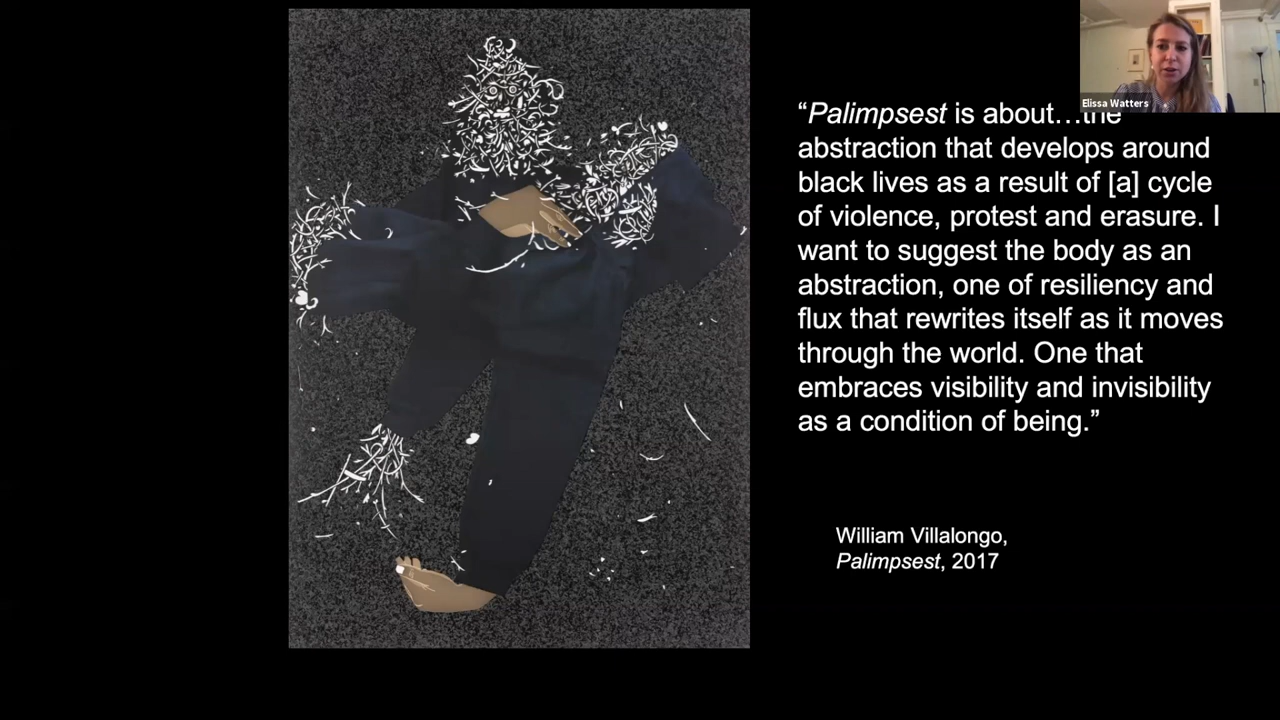 Elissa Watters
“Palimpsest is about…the
abstraction that develops around
black lives as a result of [a] cycle
of violence, protest and erasure. I
want to suggest the body as an
abstraction, one of resiliency and
flux that rewrites itself as it moves
through the world. One that
embraces visibility and invisibility
as a condition of being.”
William Villalongo,
Palimpsest, 2017